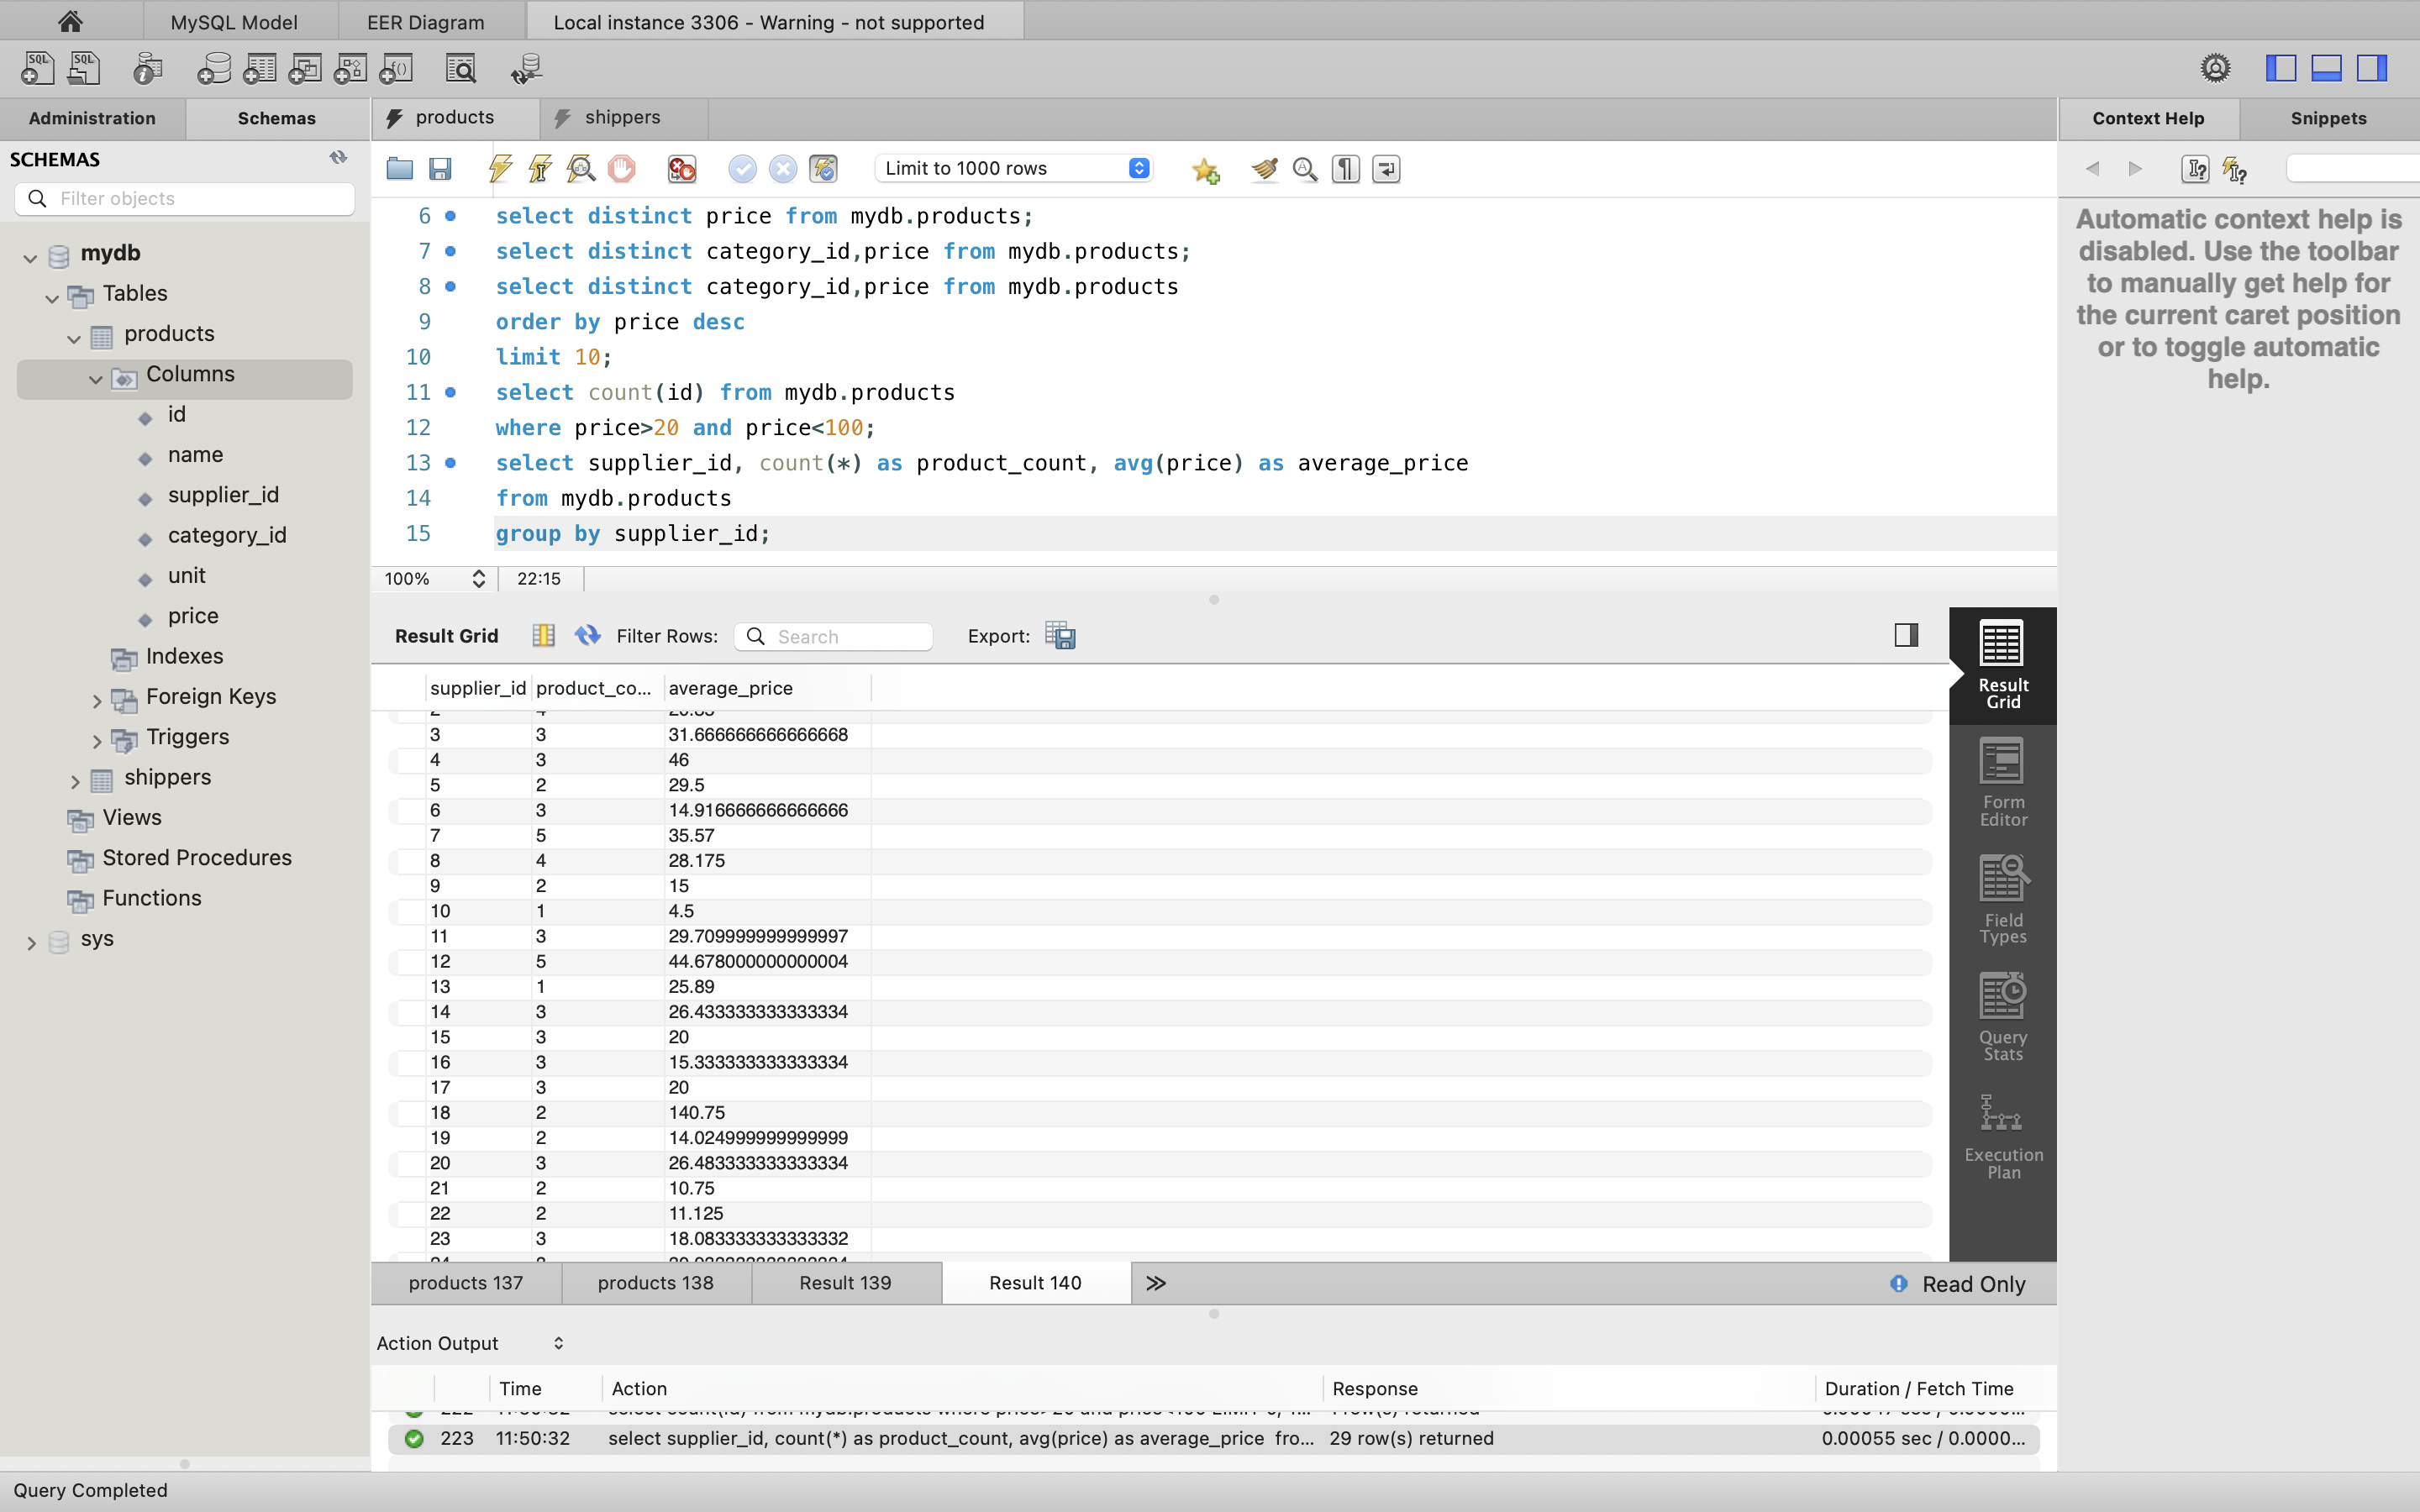 MySQL Model
EER Diagram
Local instance 3306 - Warning - not supported
Administration
Schemas
products
shippers
Context Help
Snippets
SCHEMAS
Filter objects
Limit to 1000 rows
mydb
Tables
products
Columns
id
name
supplier_id
category_id
unit
price
Indexes
Foreign Keys
Triggers
shippers
Views
Stored Procedures
Functions
sys
6 select distinct price from mydb.products;
7 select distinct category_id,price from mydb.products;
8 select distinct category_id,price from mydb.products
9 order by price desc
10 limit 10;
11 select count(id) from mydb.products
12 where price>20 and price<100;
13 select supplier_id, count(*) as product_count, avg(price) as average_price
14 from mydb.products
15 group by supplier_id;
100% 22:15
Automatic context help is
disabled. Use the toolbar
to manually get help for
the current caret position
or to toggle automatic
help.
Result Grid Filter Rows: Search Export:
supplier_id product_co... average_price
3 3 31.666666666666668
4 3 46
5 2 29.5
6 3 14.916666666666666
7 5 35.57
8 4 28.175
9 2 15
10 1 4.5
11 3 29.709999999999997
12 5 44.678000000000004
13 1 25.89
14 3 26.433333333333334
15 3 20
16 3 15.333333333333334
17 3 20
18 2 140.75
19 2 14.024999999999999
20 3 26.483333333333334
21 2 10.75
22 2 11.125
23 3 18.083333333333332
Result
Grid
Form
Editor
Field
Types
Query
Stats
Execution
Plan
products 137 products 138 Result 139 Result 140 Read Only
Action Output
Time Action Response Duration / Fetch Time
223 11:50:32 select supplier_id, count(*) as product_count, avg(price) as average_price fro... 29 row(s) returned 0.00055 sec / 0.0000...
Query Completed